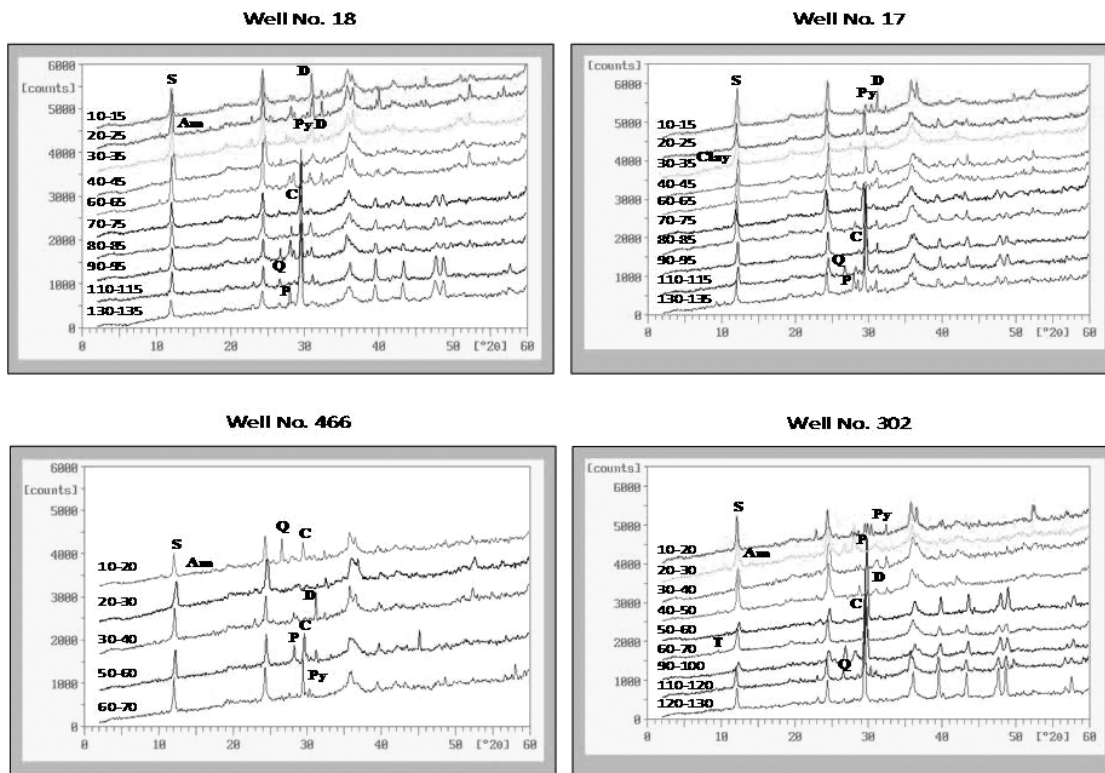 Well No. 18
6000
[counts]
5000
4000
3000
2000
1000
0
S
D
Am
Py D
C
Q
P
10-15
20-25
30-35
40-45
60-65
70-75
80-85
90-95
110-115
130-135
0 10 20 30 40 50 [°2θ] 60
Well No. 17
6000
[counts]
5000
4000
3000
2000
1000
0
S
D
Py
Clay
C
Q
P
10-15
20-25
30-35
40-45
60-65
70-75
80-85
90-95
110-115
130-135
0 10 20 30 40 50 [°2θ] 60
Well No. 466
6000
[counts]
5000
4000
3000
2000
1000
0
S
Am
Q
C
D
C
P
Py
10-20
20-30
30-40
50-60
60-70
0 10 20 30 40 50 [°2θ] 60
Well No. 302
[counts]
6000
5000
4000
3000
2000
1000
0
S
Py
P
Am
D
C
T
Q
10-20
20-30
30-40
40-50
50-60
60-70
90-100
110-120
120-130
0 10 20 30 40 50 [°2θ] 60